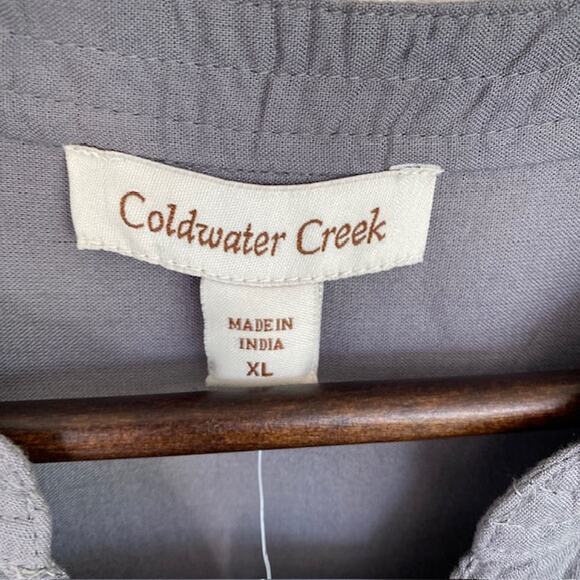 Coldwater Creek
MADE IN
INDIA
XL